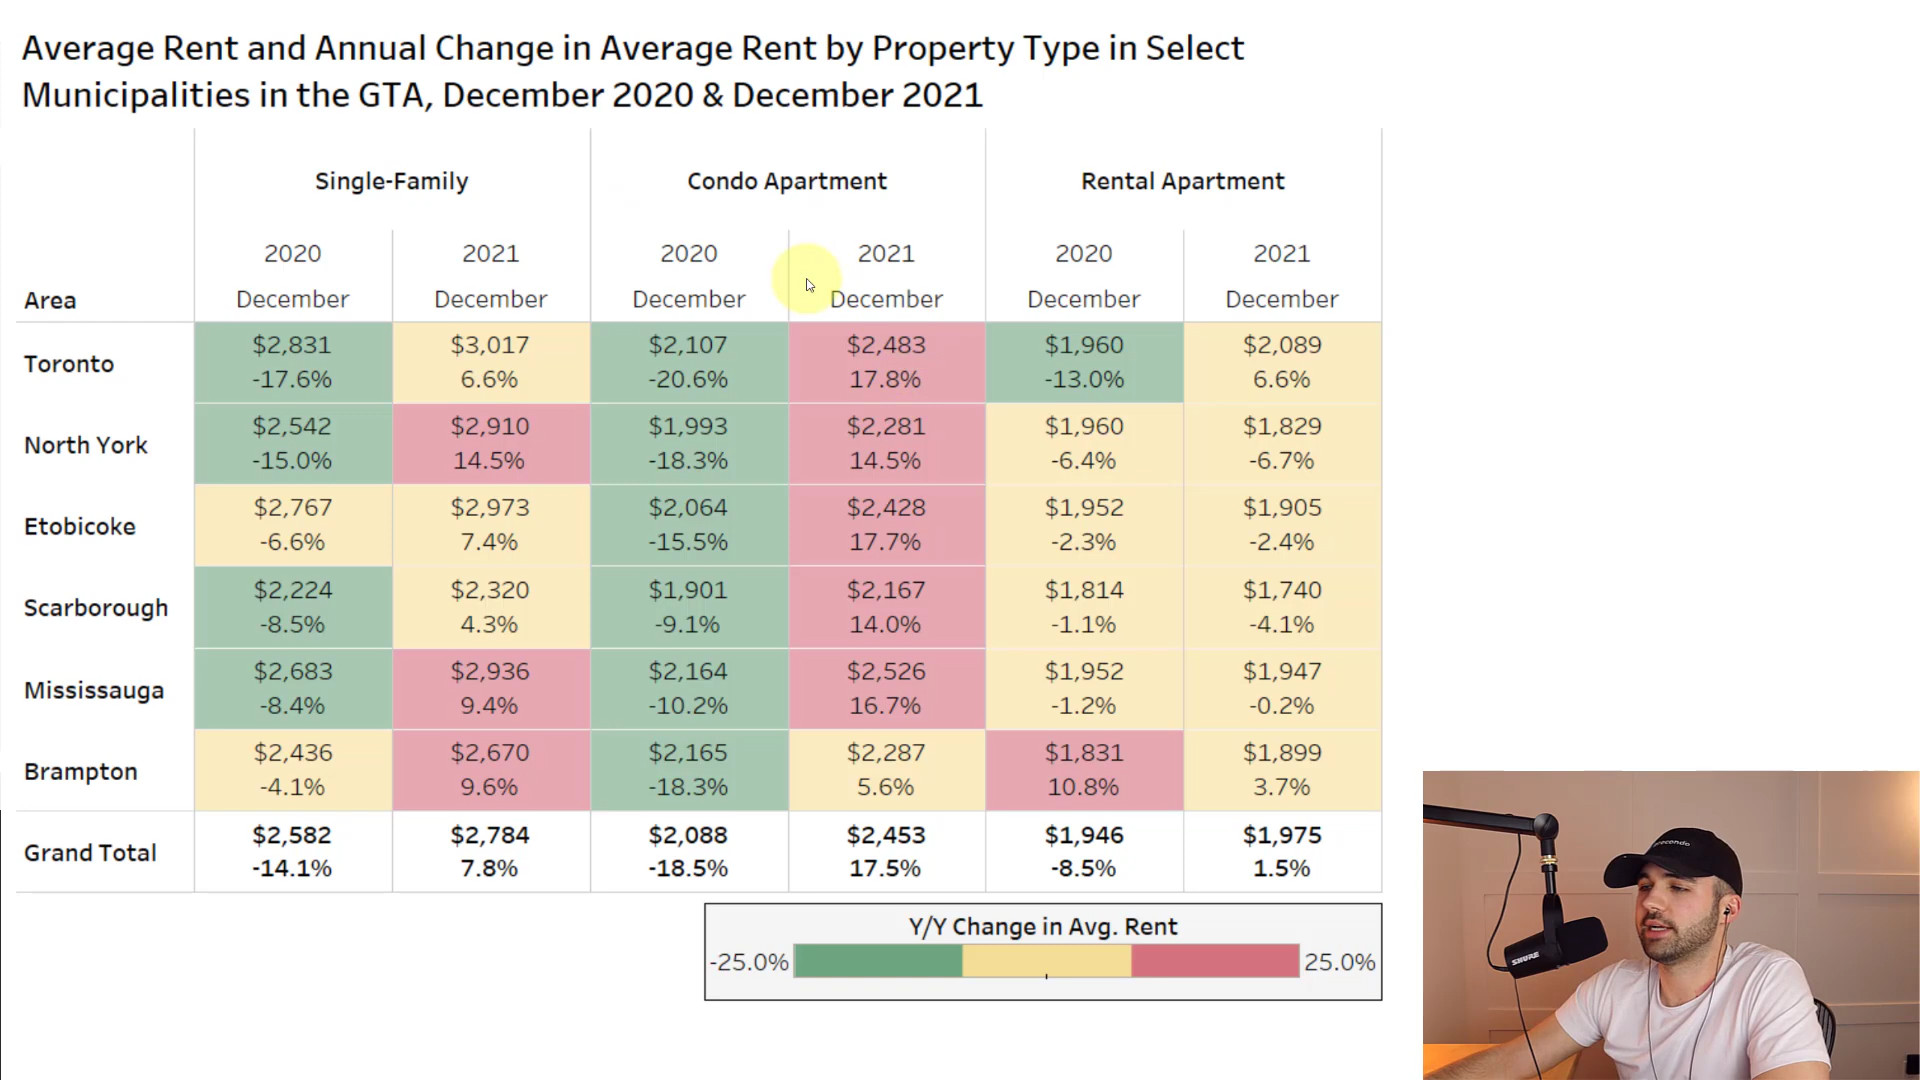 Average Rent and Annual Change in Average Rent by Property Type in Select
Municipalities in the GTA, December 2020 & December 2021
Single-Family Condo Apartment Rental Apartment
2020 2021 2020 2021 2020 2021
Area December December December December December December
Toronto $2,831 $3,017 $2,107 $2,483 $1,960 $2,089
-17.6% 6.6% -20.6% 17.8% -13.0% 6.6%
North York $2,542 $2,910 $1,993 $2,281 $1,960 $1,829
-15.0% 14.5% -18.3% 14.5% -6.4% -6.7%
Etobicoke $2,767 $2,973 $2,064 $2,428 $1,952 $1,905
-6.6% 7.4% -15.5% 17.7% -2.3% -2.4%
Scarborough $2,224 $2,320 $1,901 $2,167 $1,814 $1,740
-8.5% 4.3% -9.1% 14.0% -1.1% -4.1%
Mississauga $2,683 $2,936 $2,164 $2,526 $1,952 $1,947
-8.4% 9.4% -10.2% 16.7% -1.2% -0.2%
Brampton $2,436 $2,670 $2,165 $2,287 $1,831 $1,899
-4.1% 9.6% -18.3% 5.6% 10.8% 3.7%
Grand Total $2,582 $2,784 $2,088 $2,453 $1,946 $1,975
-14.1% 7.8% -18.5% 17.5% -8.5% 1.5%
Y/Y Change in Avg. Rent
-25.0% 25.0%
SHURE